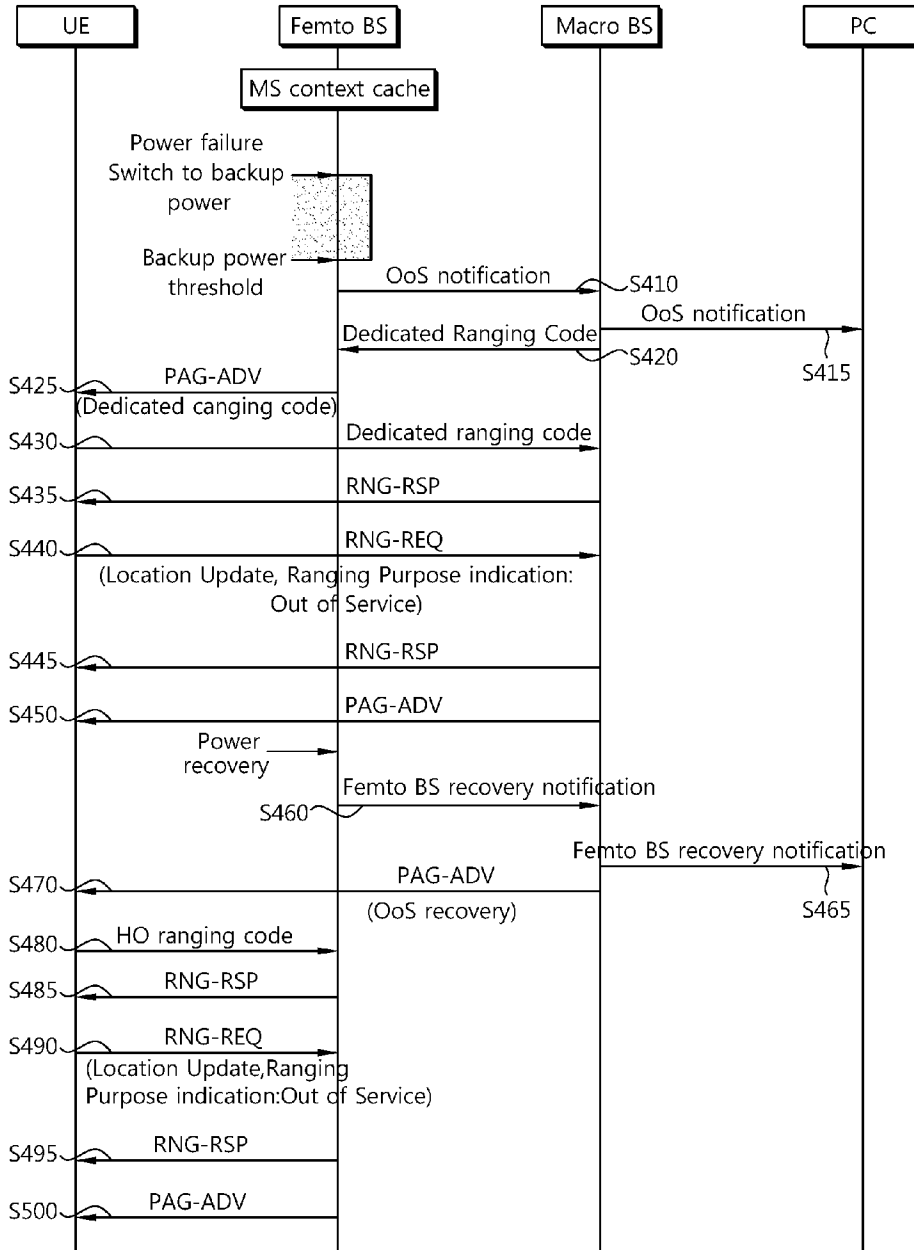 UE
Femto BS
Macro BS
PC
MS context cache
Power failure
Switch to backup
power
Backup power
threshold
OoS notification
S410
OoS notification
S415
Dedicated Ranging Code
S420
S425
PAG-ADV
(Dedicated canging code)
S430
Dedicated ranging code
S435
RNG-RSP
S440
RNG-REQ
(Location Update, Ranging Purpose indication:
Out of Service)
S445
RNG-RSP
S450
PAG-ADV
Power
recovery
Femto BS recovery notification
S460
Femto BS recovery notification
S465
S470
PAG-ADV
(OoS recovery)
S480
HO ranging code
S485
RNG-RSP
S490
RNG-REQ
(Location Update,Ranging
Purpose indication:Out of Service)
S495
RNG-RSP
S500
PAG-ADV